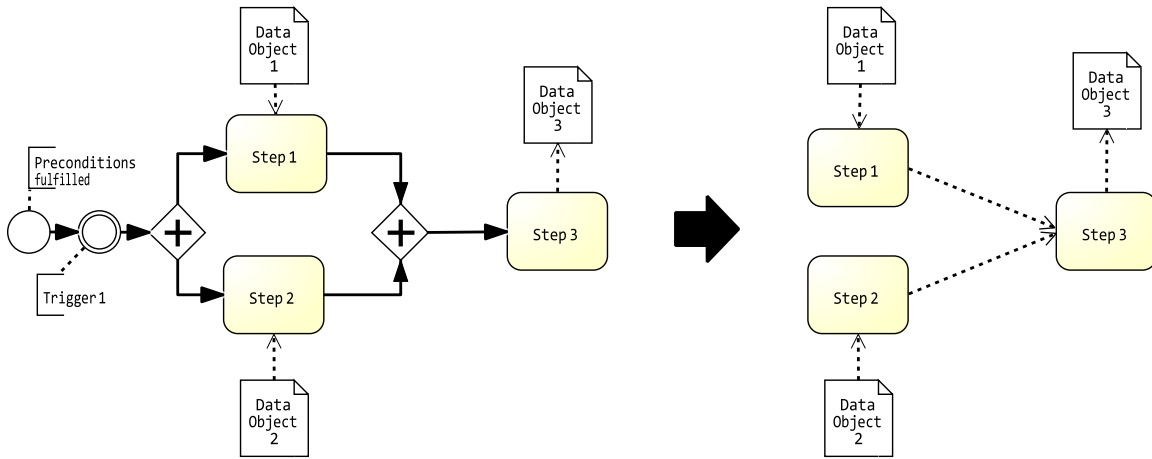 Data
Object
1
Data
Object
3
Preconditions
fulfilled
Step 1
Step 3
Trigger 1
Step 2
Data
Object
2
Data
Object
1
Data
Object
3
Step 1
Step 3
Step 2
Data
Object
2